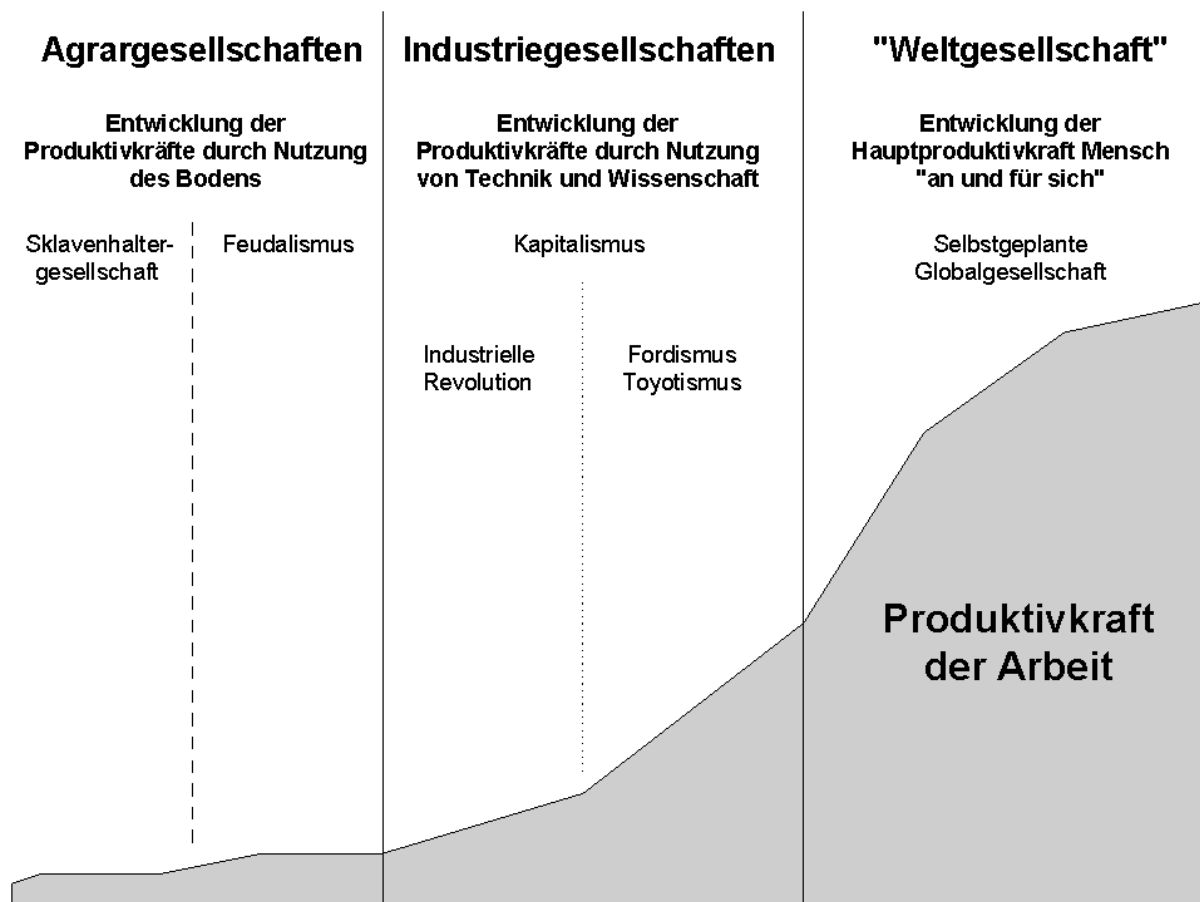 Agrargesellschaften
Industriegesellschaften
"Weltgesellschaft"
Entwicklung der
Produktivkräfte durch Nutzung
des Bodens
Entwicklung der
Produktivkräfte durch Nutzung
von Technik und Wissenschaft
Entwicklung der
Hauptproduktivkraft Mensch
"an und für sich"
Sklavenhalter-
gesellschaft
Feudalismus
Kapitalismus
Selbstgeplante
Globalgesellschaft
Industrielle
Revolution
Fordismus
Toyotismus
Produktivkraft
der Arbeit